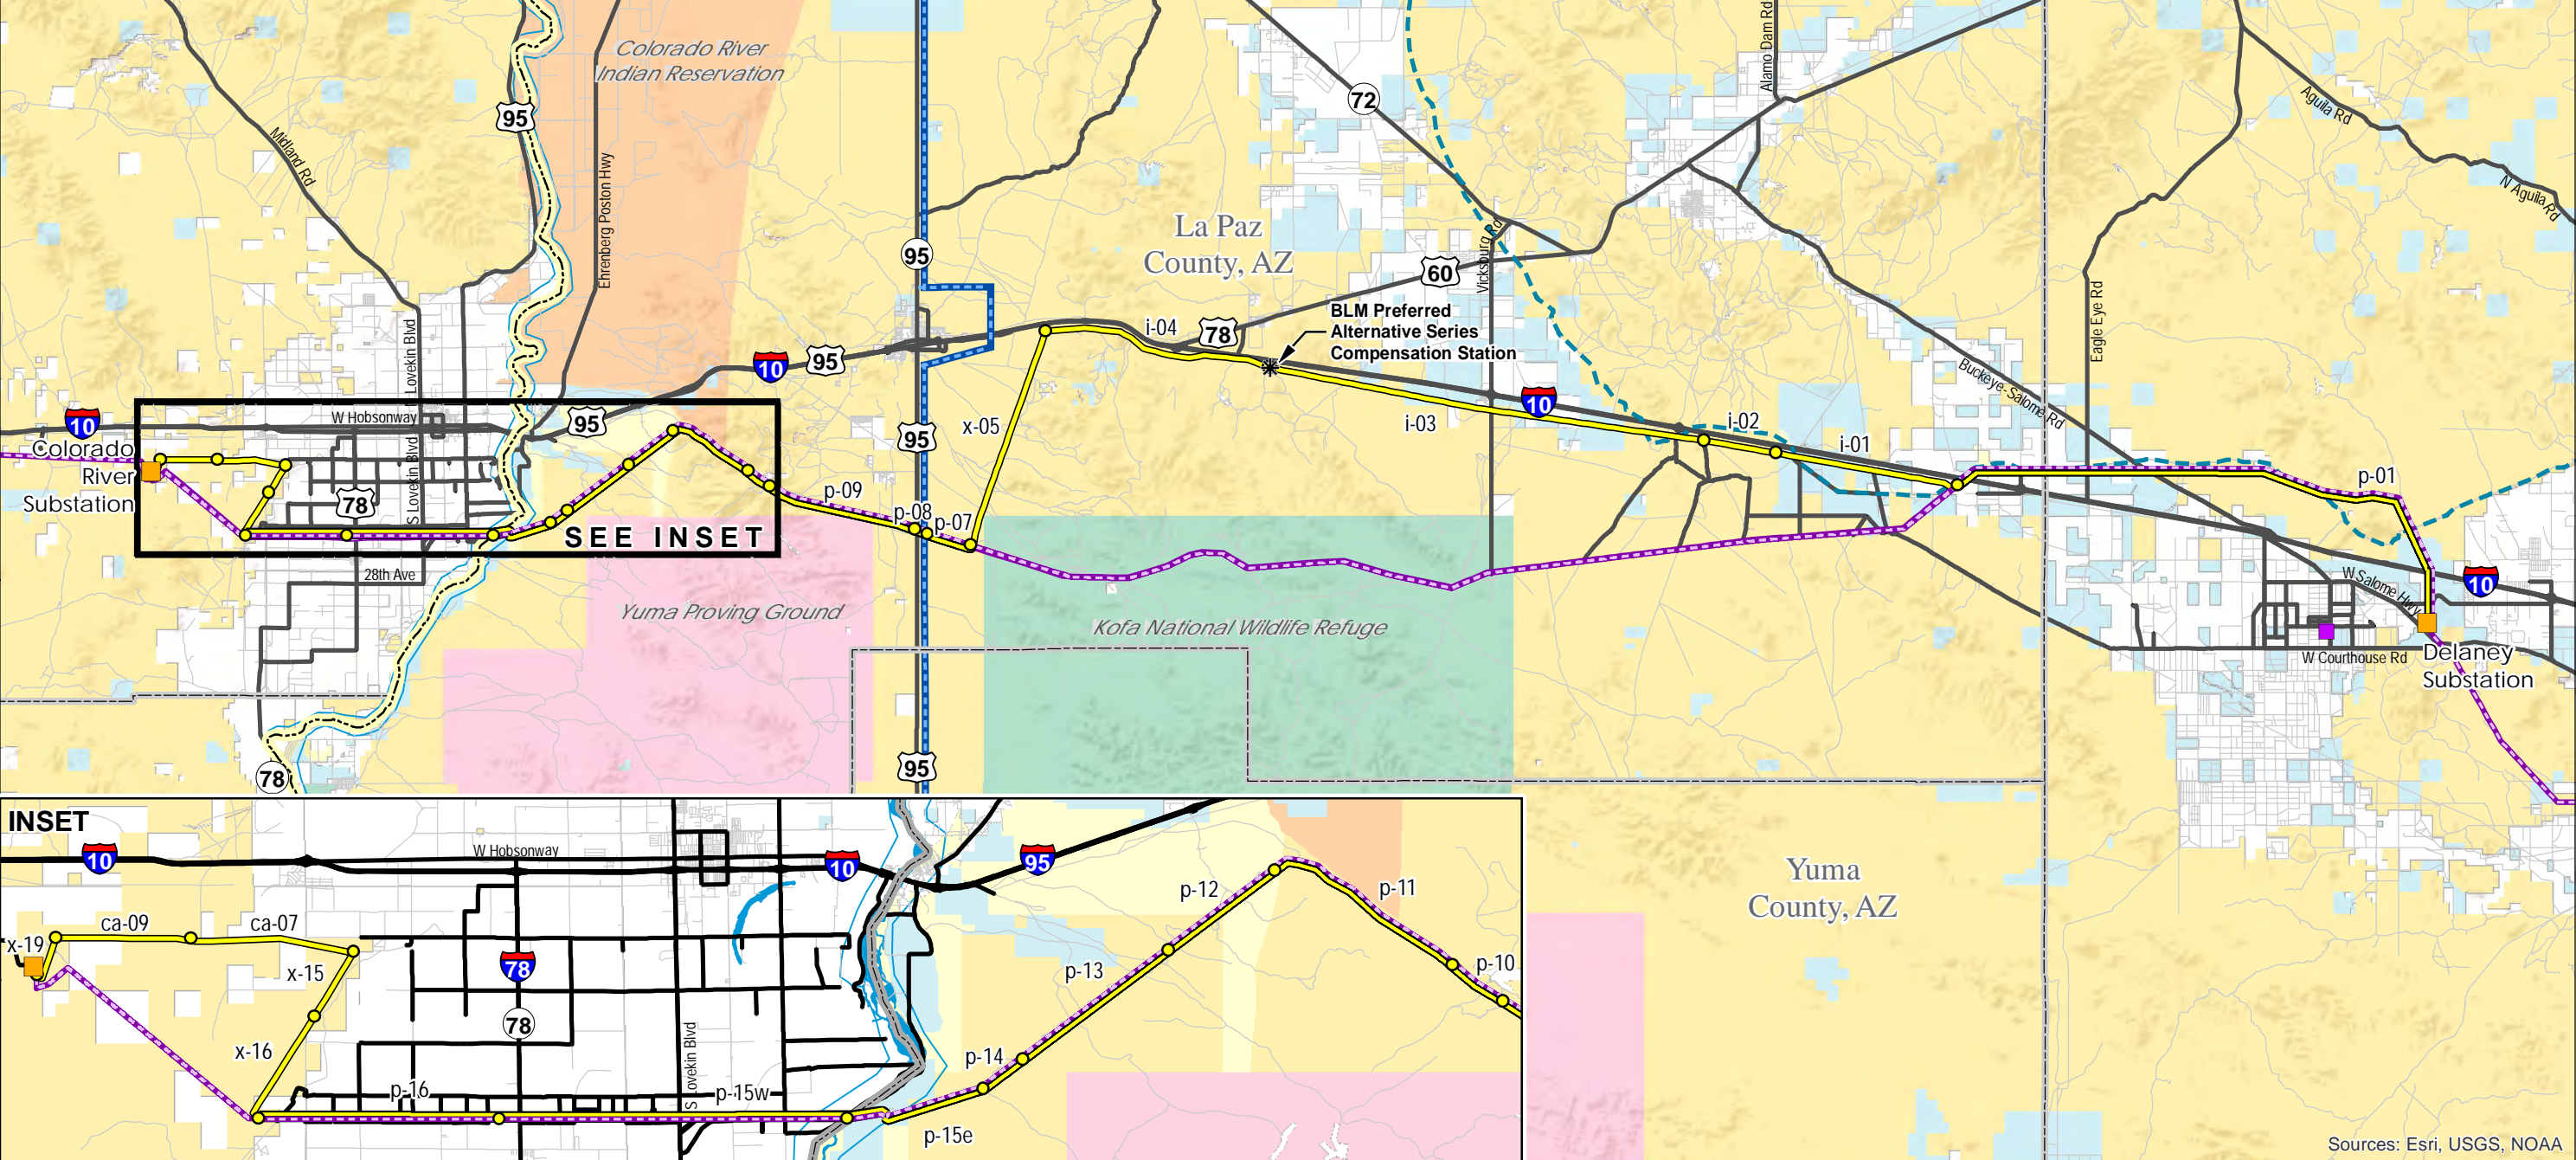 Colorado River
Indian Reservation
Midland Rd
95
Ehrenberg Poston Hwy
72
Alamo Dam Rd
Aguila Rd
N Aguila Rd
La Paz
County, AZ
95
60
Vicksburg Rd
Eagle Eye Rd
BLM Preferred
Alternative Series
Compensation Station
i-04
78
N Lovekin Blvd
10
95
Buckeye-Salome Rd
10
W Hobsonway
95
10
i-03
i-02
i-01
x-05
95
Colorado
River
Substation
S Lovekin Blvd
78
p-09
p-08
p-07
p-01
SEE INSET
28th Ave
Yuma Proving Ground
Kofa National Wildlife Refuge
W Salome Hwy
10
W Courthouse Rd
Delaney
Substation
95
78
INSET
10
W Hobsonway
10
95
ca-09
ca-07
x-19
x-15
78
78
x-16
S Lovekin Blvd
p-16
p-15w
p-15e
p-14
p-13
p-12
p-11
p-10
Yuma
County, AZ
Sources: Esri, USGS, NOAA